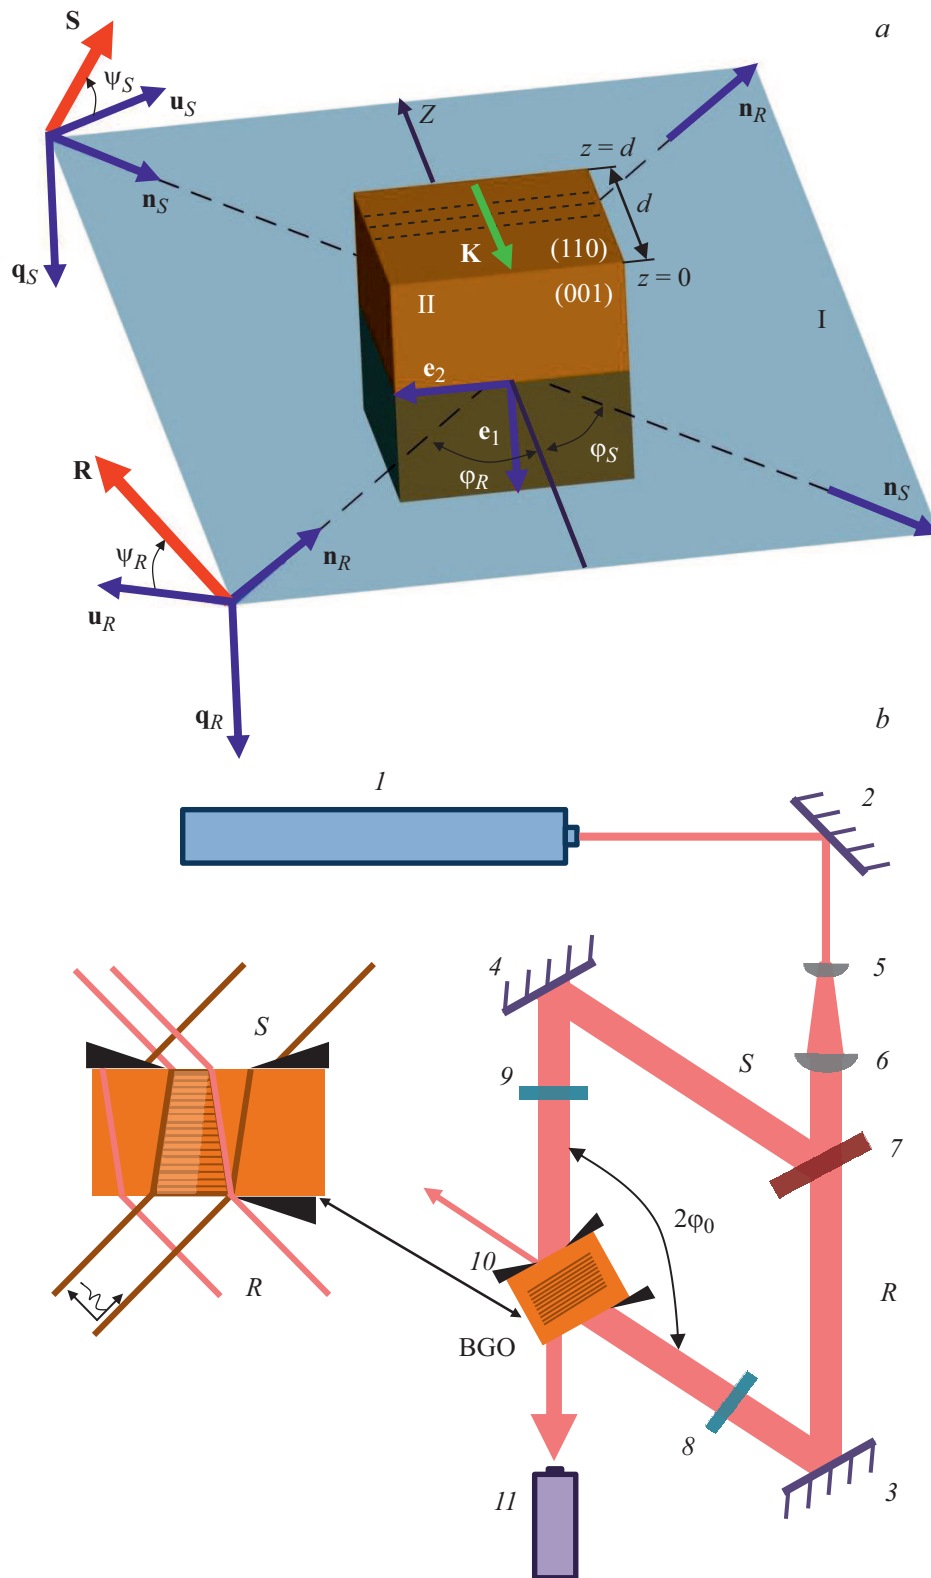 a
S
ψS
uS
nS
qS
Z
nR
z = d
d
z = 0
K
(110)
(001)
II
I
e2
e1
φR
φS
nS
R
ψR
uR
nR
qR
b
1
2
4
5
S
S
6
9
7
2φ0
10
R
R
BGO
8
11
3